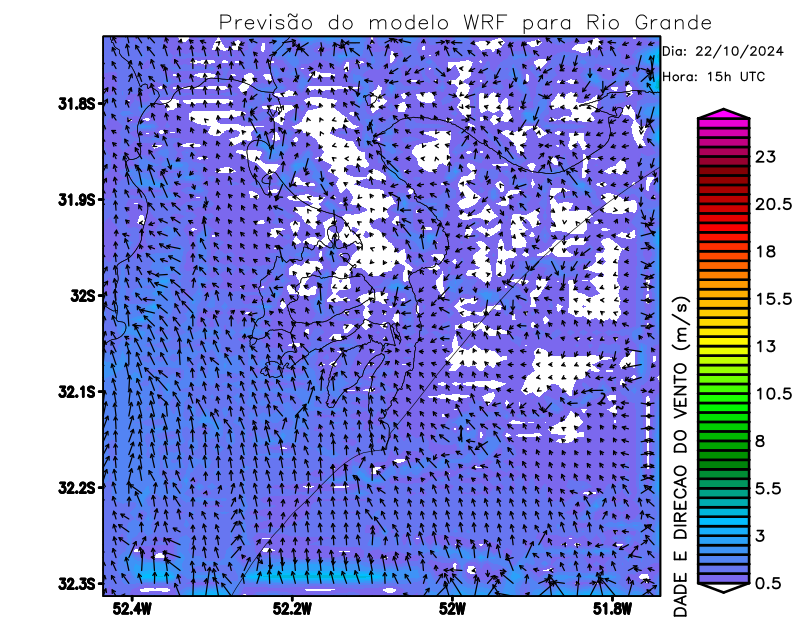 Previsão do modelo WRF para Rio Grande
Dia: 22/10/2024
Hora: 15h UTC
31.8S
31.9S
32S
32.1S
32.2S
32.3S
52.4W
52.2W
52W
51.8W
23
20.5
18
15.5
13
10.5
8
5.5
3
0.5
DADE E DIRECAO DO VENTO (m/s)